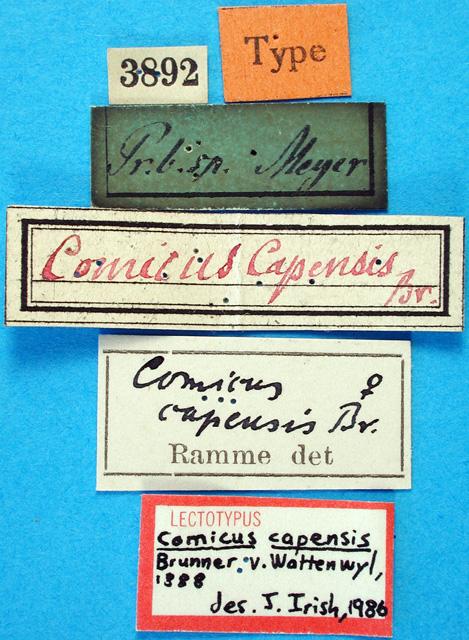 Type
3892
Pr. b. sp. Meyer
Comicus Capensis
Br.
Comicus ♀
capensis Br.
Ramme det
LECTOTYPUS
Comicus capensis
Brunner. v. Wattenwyl,
1888
des. J. Irish, 1986